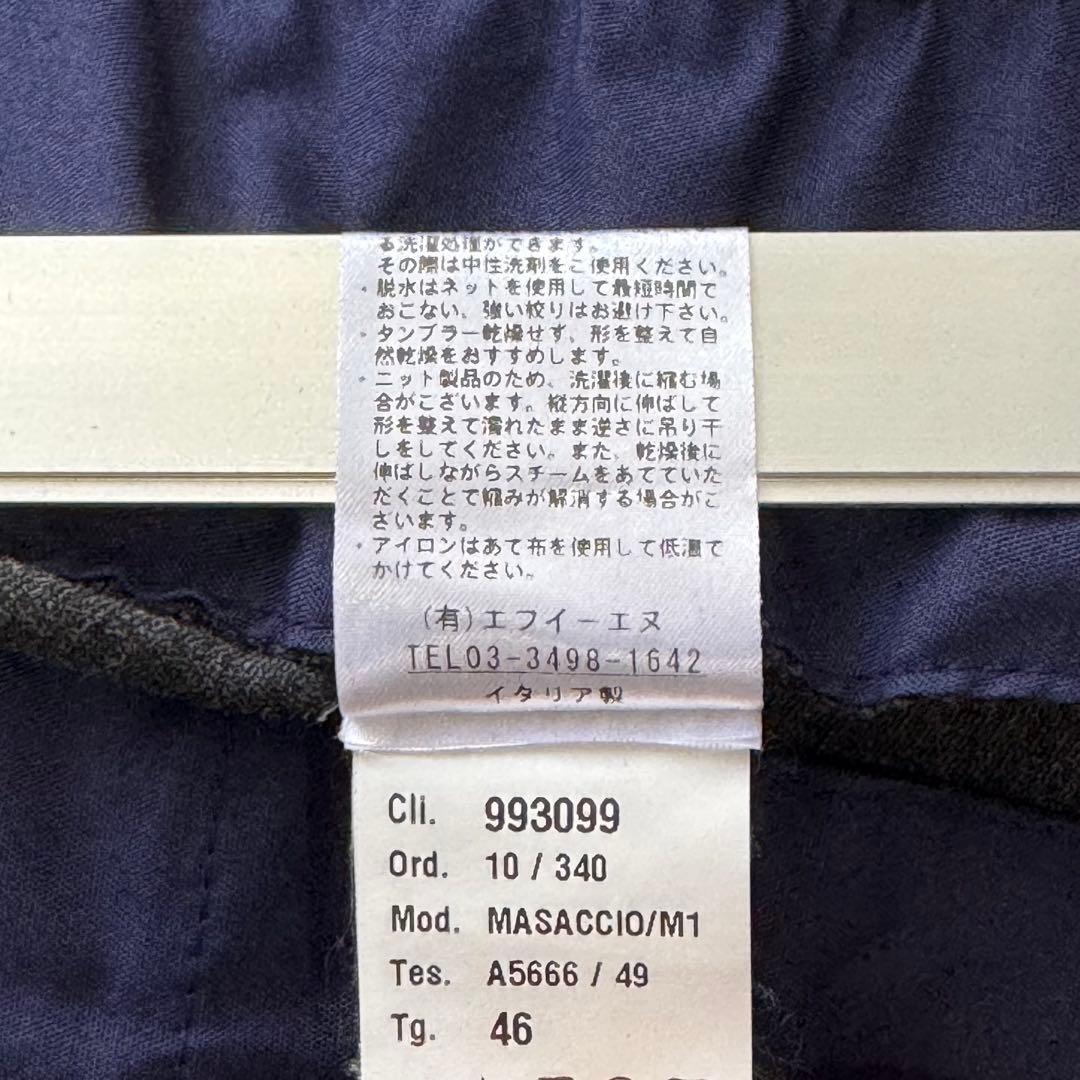 る洗濯処理ができます。
その際は中性洗剤をご使用ください。
・脱水はネットを使用して最短時間で
おこない、強い絞りはお避け下さい。
・タンブラー乾燥せず、形を整えて自
然乾燥をおすすめします。
・ニット製品のため、洗濯後に縮む場
合がございます。縦方向に伸ばして
形を整えて濡れたまま逆さに吊り干
しをしてください。また、乾燥後に
伸ばしながらスチームをあてていた
だくことで縮みが解消する場合がご
ざいます。
・アイロンはあて布を使用して低温で
かけてください。
(有)エフイーエヌ
TEL03-3498-1642
イタリア製
Cli. 993099
Ord. 10 / 340
Mod. MASACCIO/M1
Tes. A5666 / 49
Tg. 46